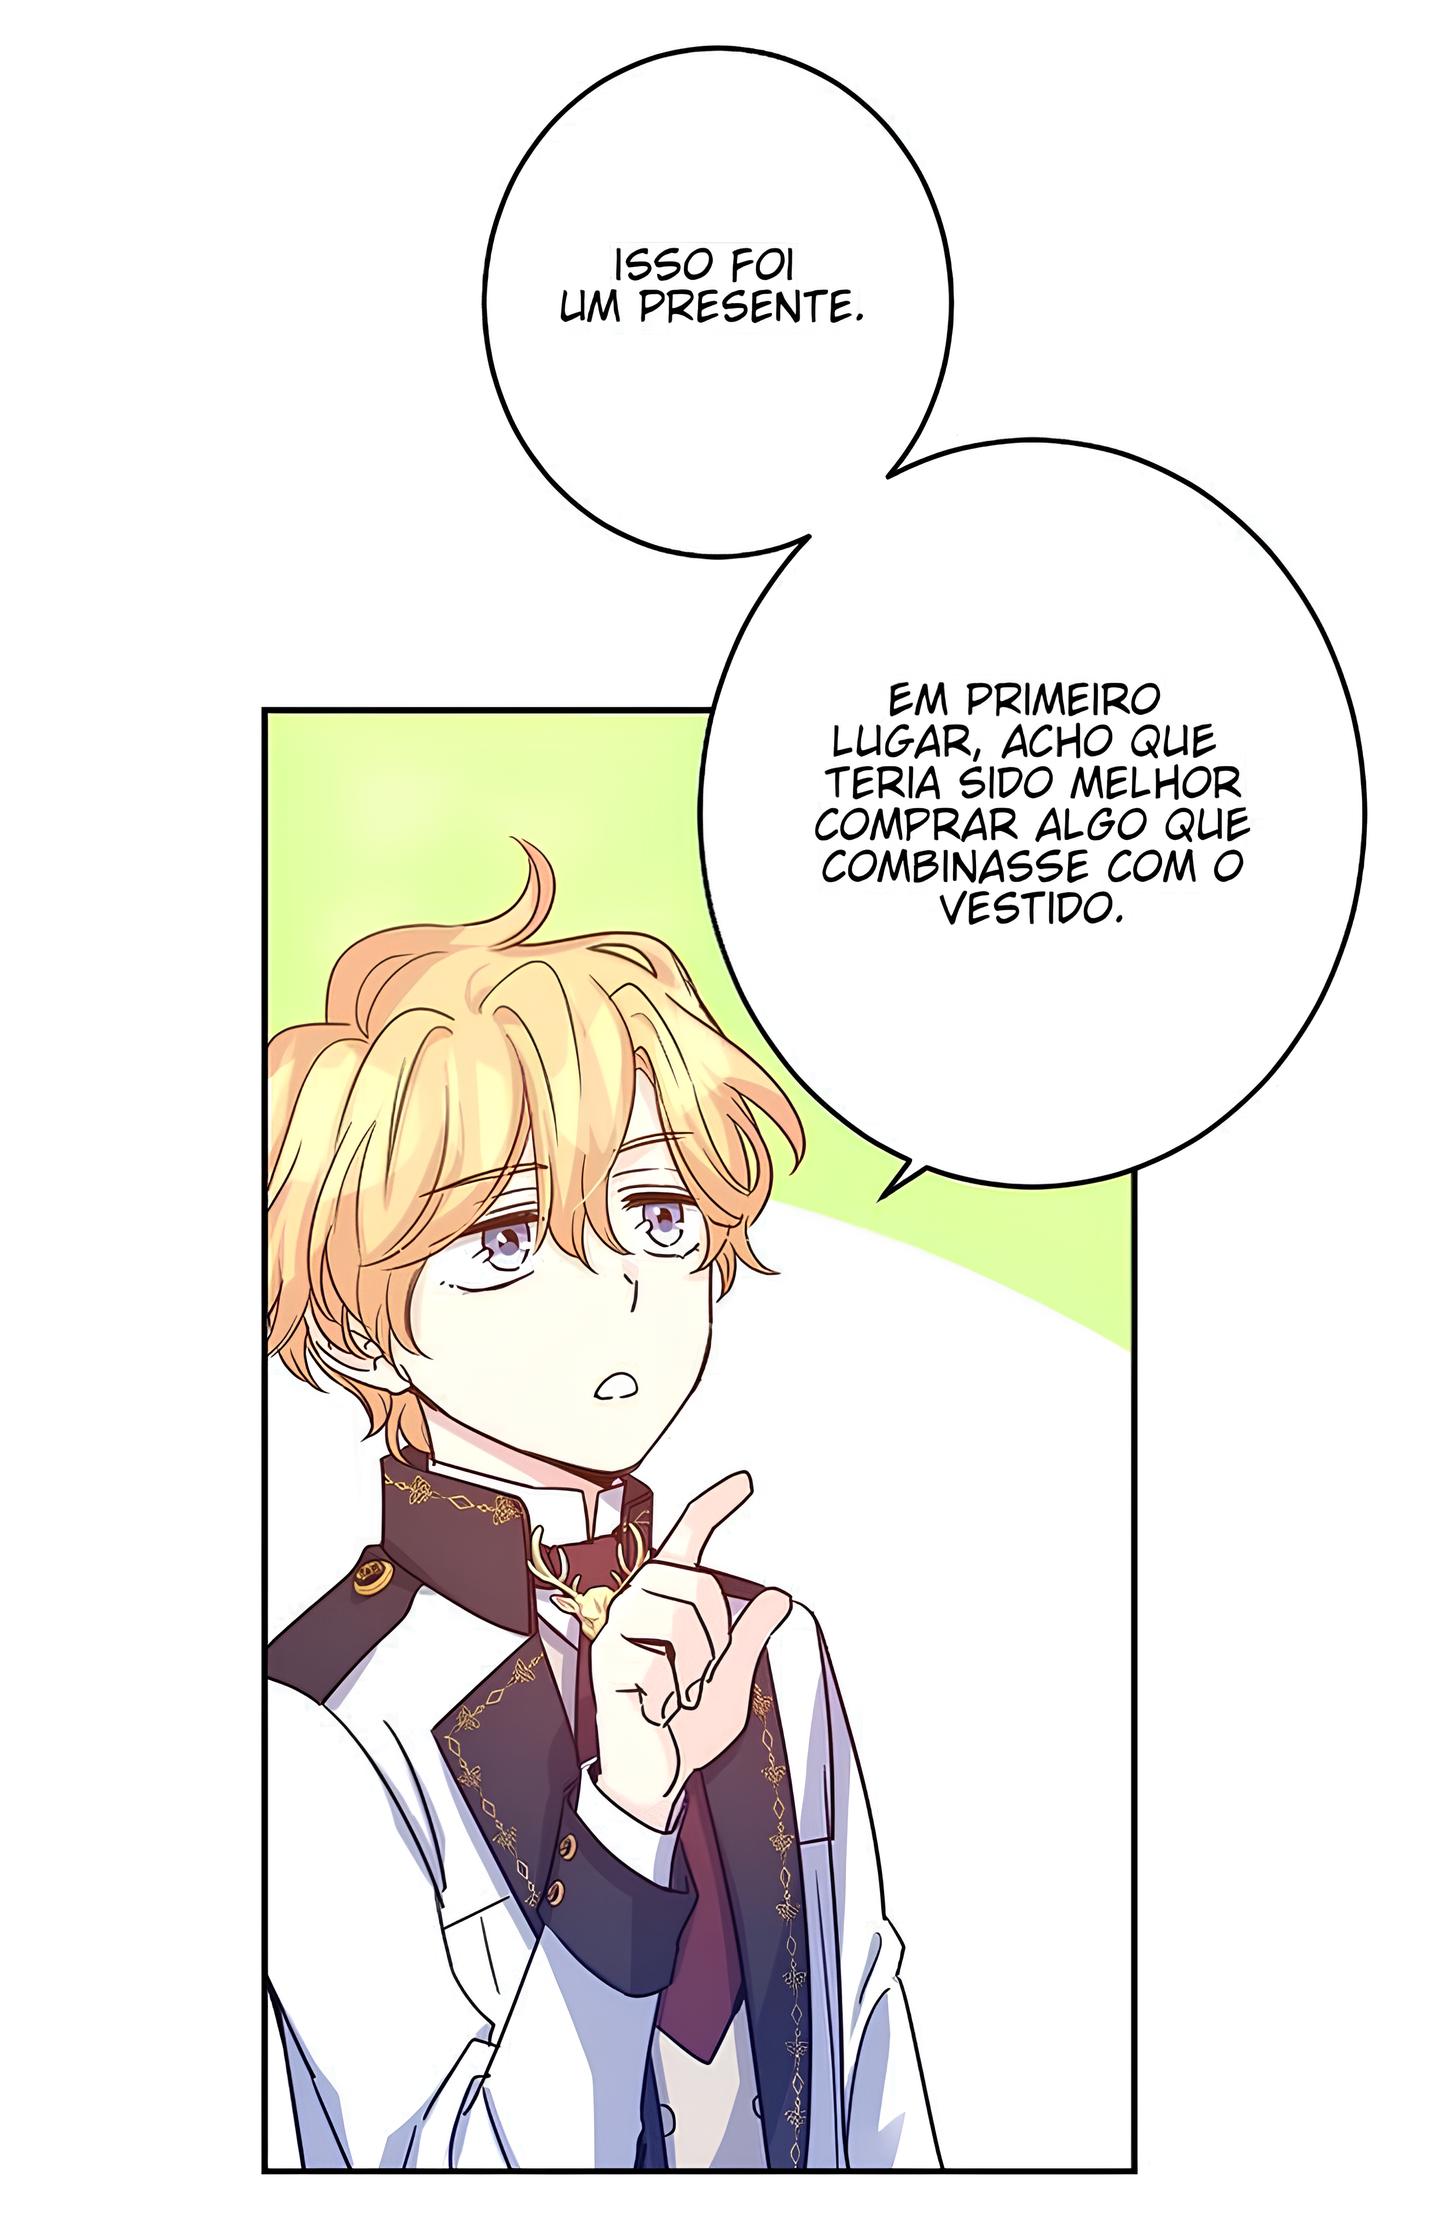 ISSO FOI
UM PRESENTE.
EM PRIMEIRO
LUGAR, ACHO QUE
TERIA SIDO MELHOR
COMPRAR ALGO QUE
COMBINASSE COM O
VESTIDO.